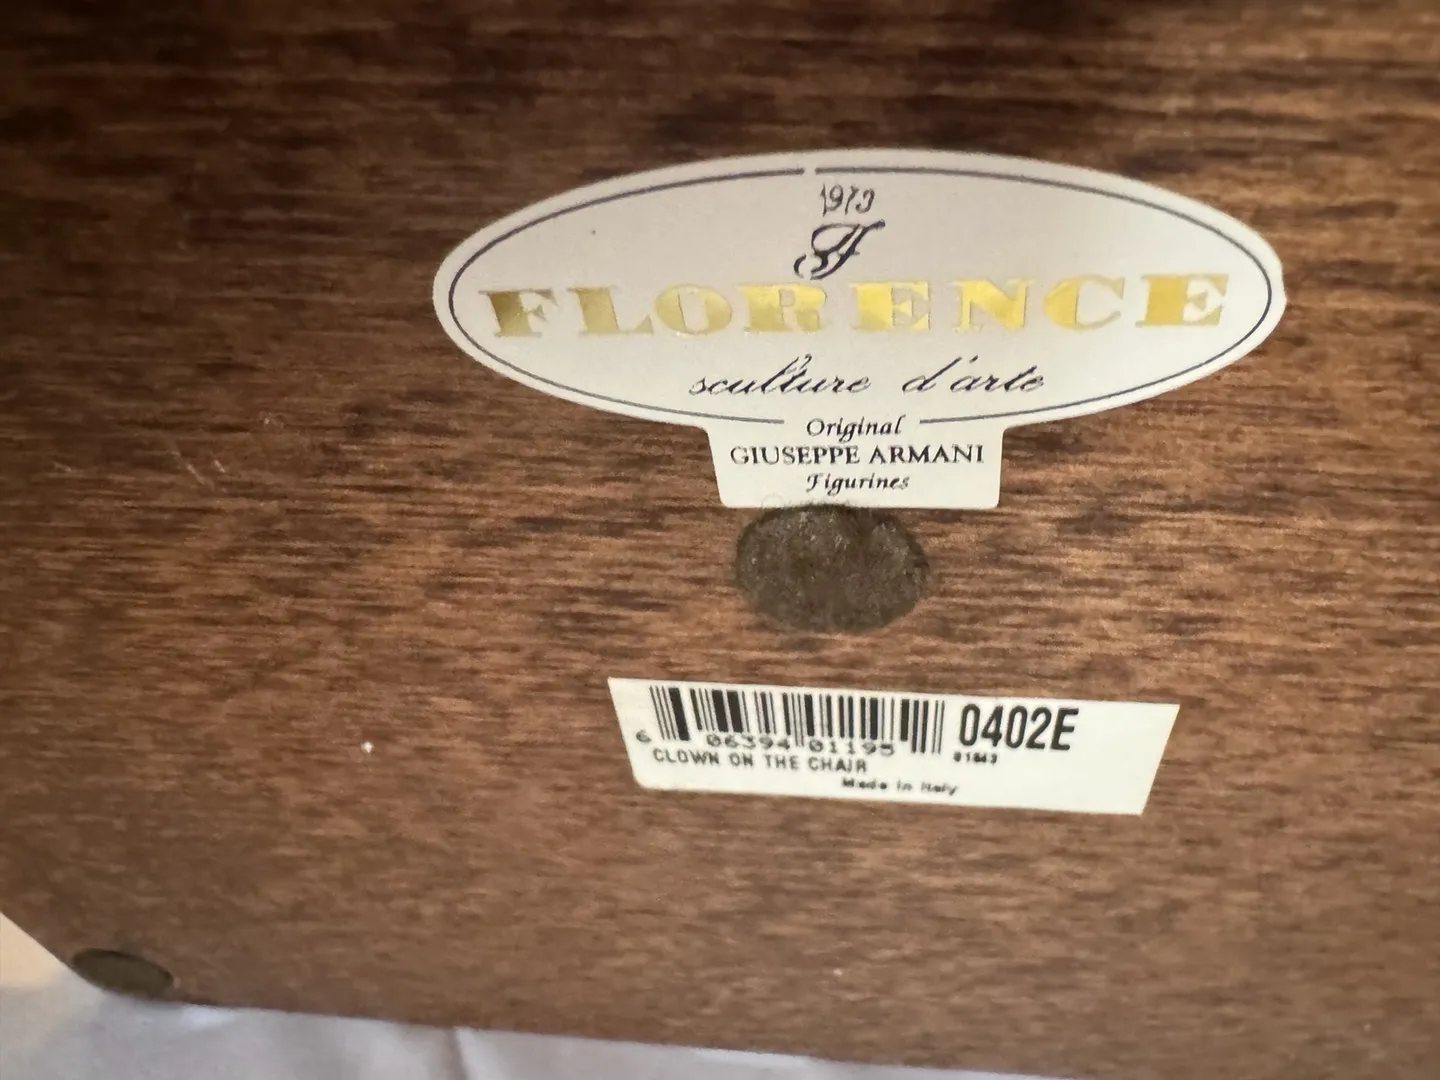 1973
FLORENCE
sculture d'arte
Original
GIUSEPPE ARMANI
Figurines
6 06394 01195
0402E
CLOWN ON THE CHAIR
Made in Italy